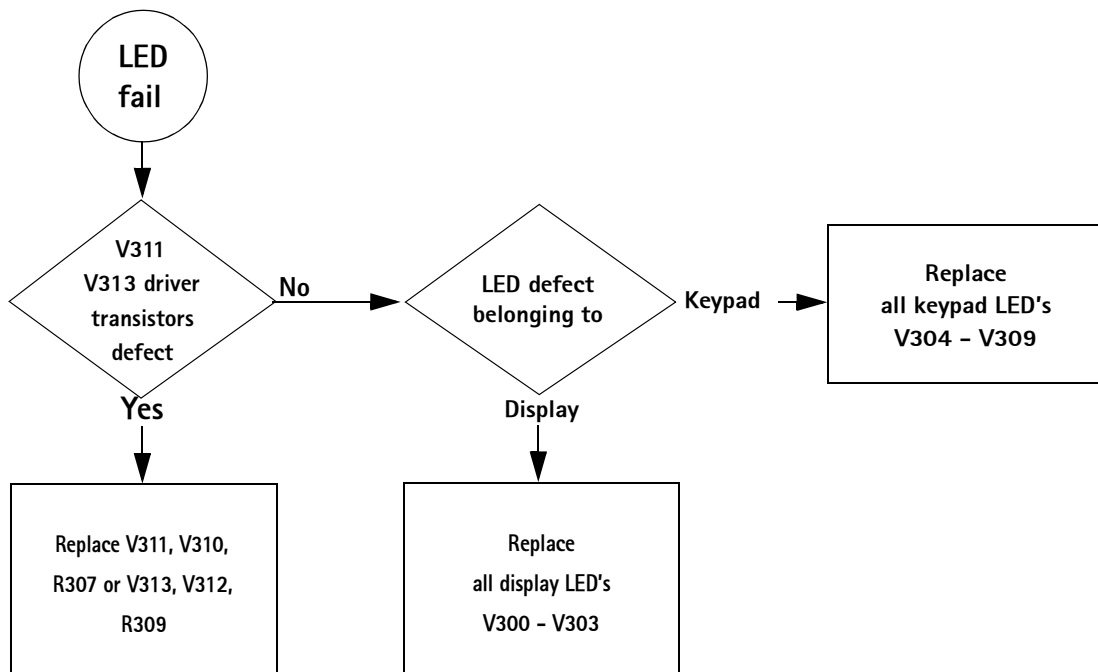 LED
fail
V311
V313 driver
transistors
defect
No
LED defect
belonging to
Keypad
Replace
all keypad LED's
V304 – V309
Yes
Display
Replace V311, V310,
R307 or V313, V312,
R309
Replace
all display LED's
V300 – V303